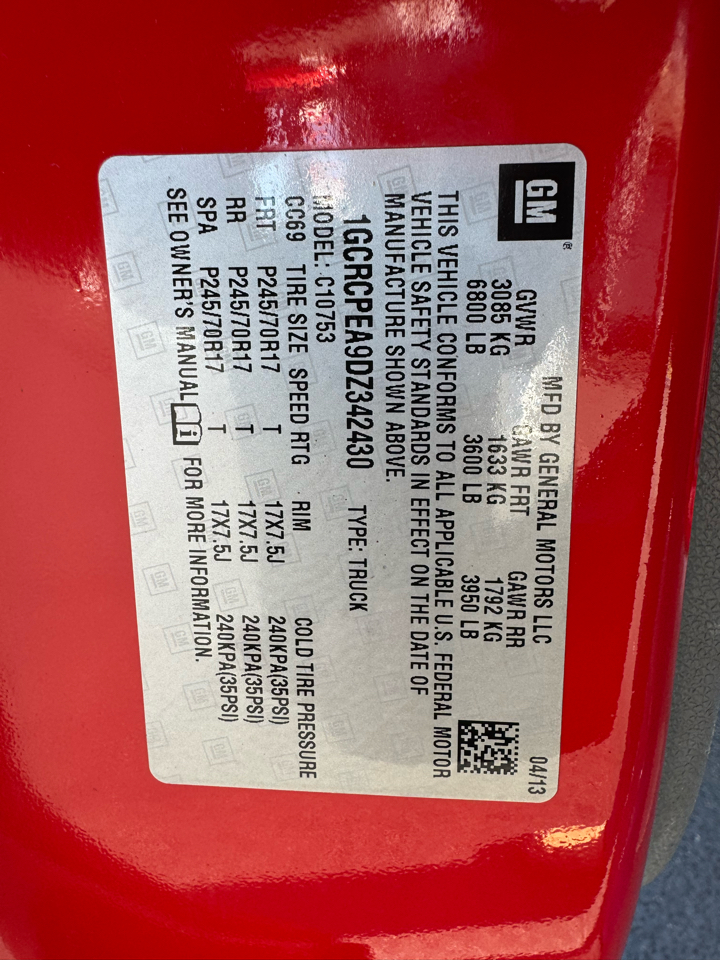 GM®
MFD BY GENERAL MOTORS LLC 04/13
GVWR GAWR FRT GAWR RR
3085 KG 1633 KG 1792 KG
6800 LB 3600 LB 3950 LB
THIS VEHICLE CONFORMS TO ALL APPLICABLE U.S. FEDERAL MOTOR
VEHICLE SAFETY STANDARDS IN EFFECT ON THE DATE OF
MANUFACTURE SHOWN ABOVE.
1GCRCPEA9DZ342430 TYPE: TRUCK
MODEL: C10753
CC69 TIRE SIZE SPEED RTG RIM COLD TIRE PRESSURE
FRT P245/70R17 T 17X7.5J 240KPA(35PSI)
RR P245/70R17 T 17X7.5J 240KPA(35PSI)
SPA P245/70R17 T 17X7.5J 240KPA(35PSI)
SEE OWNER'S MANUAL FOR MORE INFORMATION.